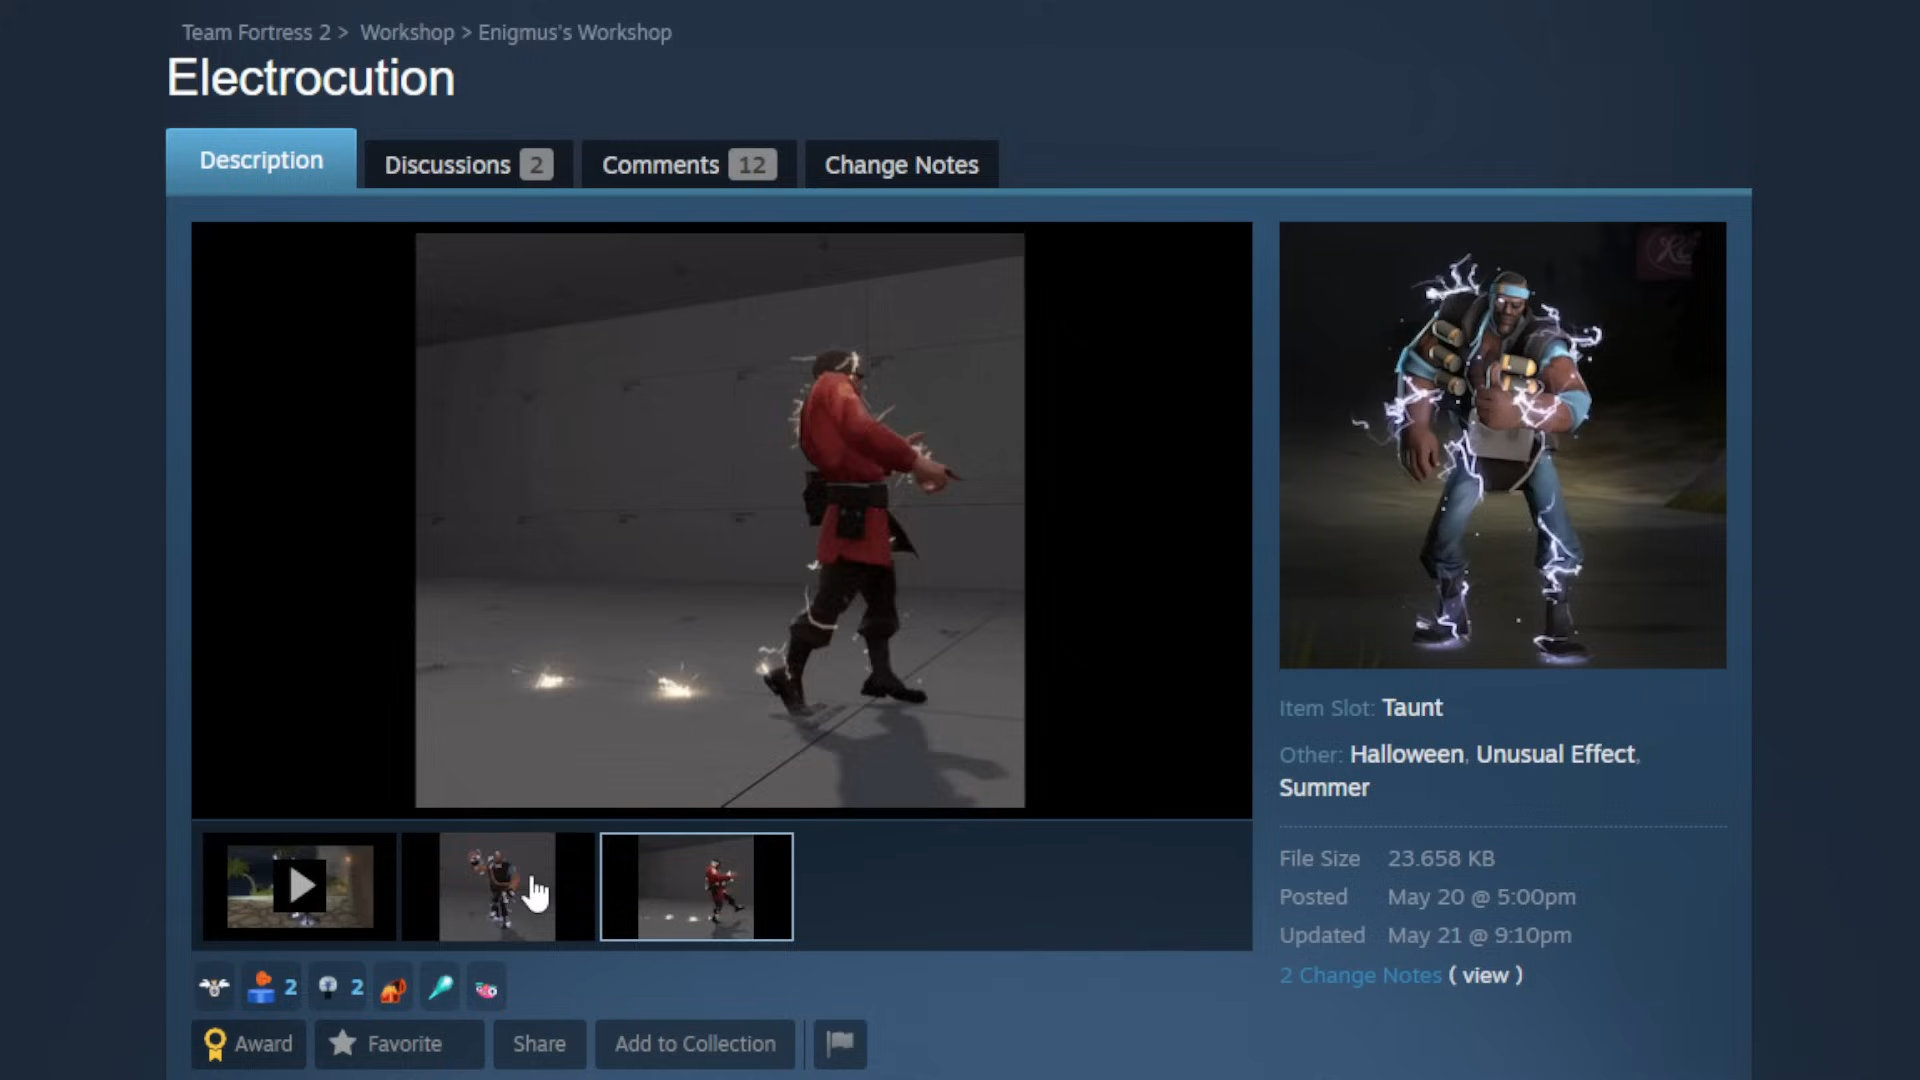 Team Fortress 2 > Workshop > Enigmus's Workshop
Electrocution
Description
Discussions 2
Comments 12
Change Notes
Item Slot: Taunt
Other: Halloween, Unusual Effect,
Summer
File Size 23.658 KB
Posted May 20 @ 5:00pm
Updated May 21 @ 9:10pm
2 Change Notes ( view )
2
2
Award
Favorite
Share
Add to Collection